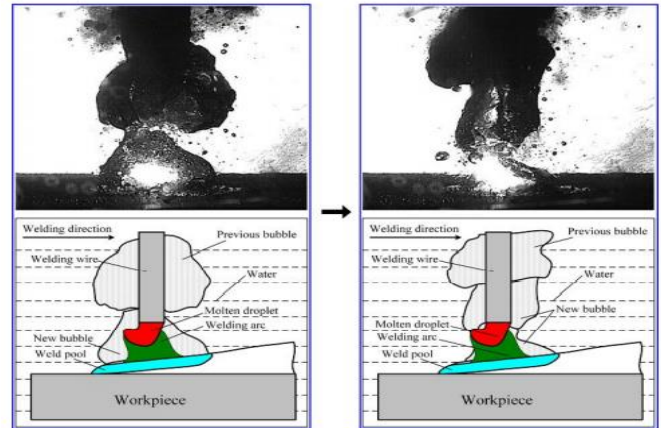 Welding direction
Previous bubble
Welding wire
Water
Molten droplet
Welding arc
New bubble
Weld pool
Workpiece
Welding direction
Previous bubble
Welding wire
Water
New bubble
Molten droplet
Welding arc
Weld pool
Workpiece